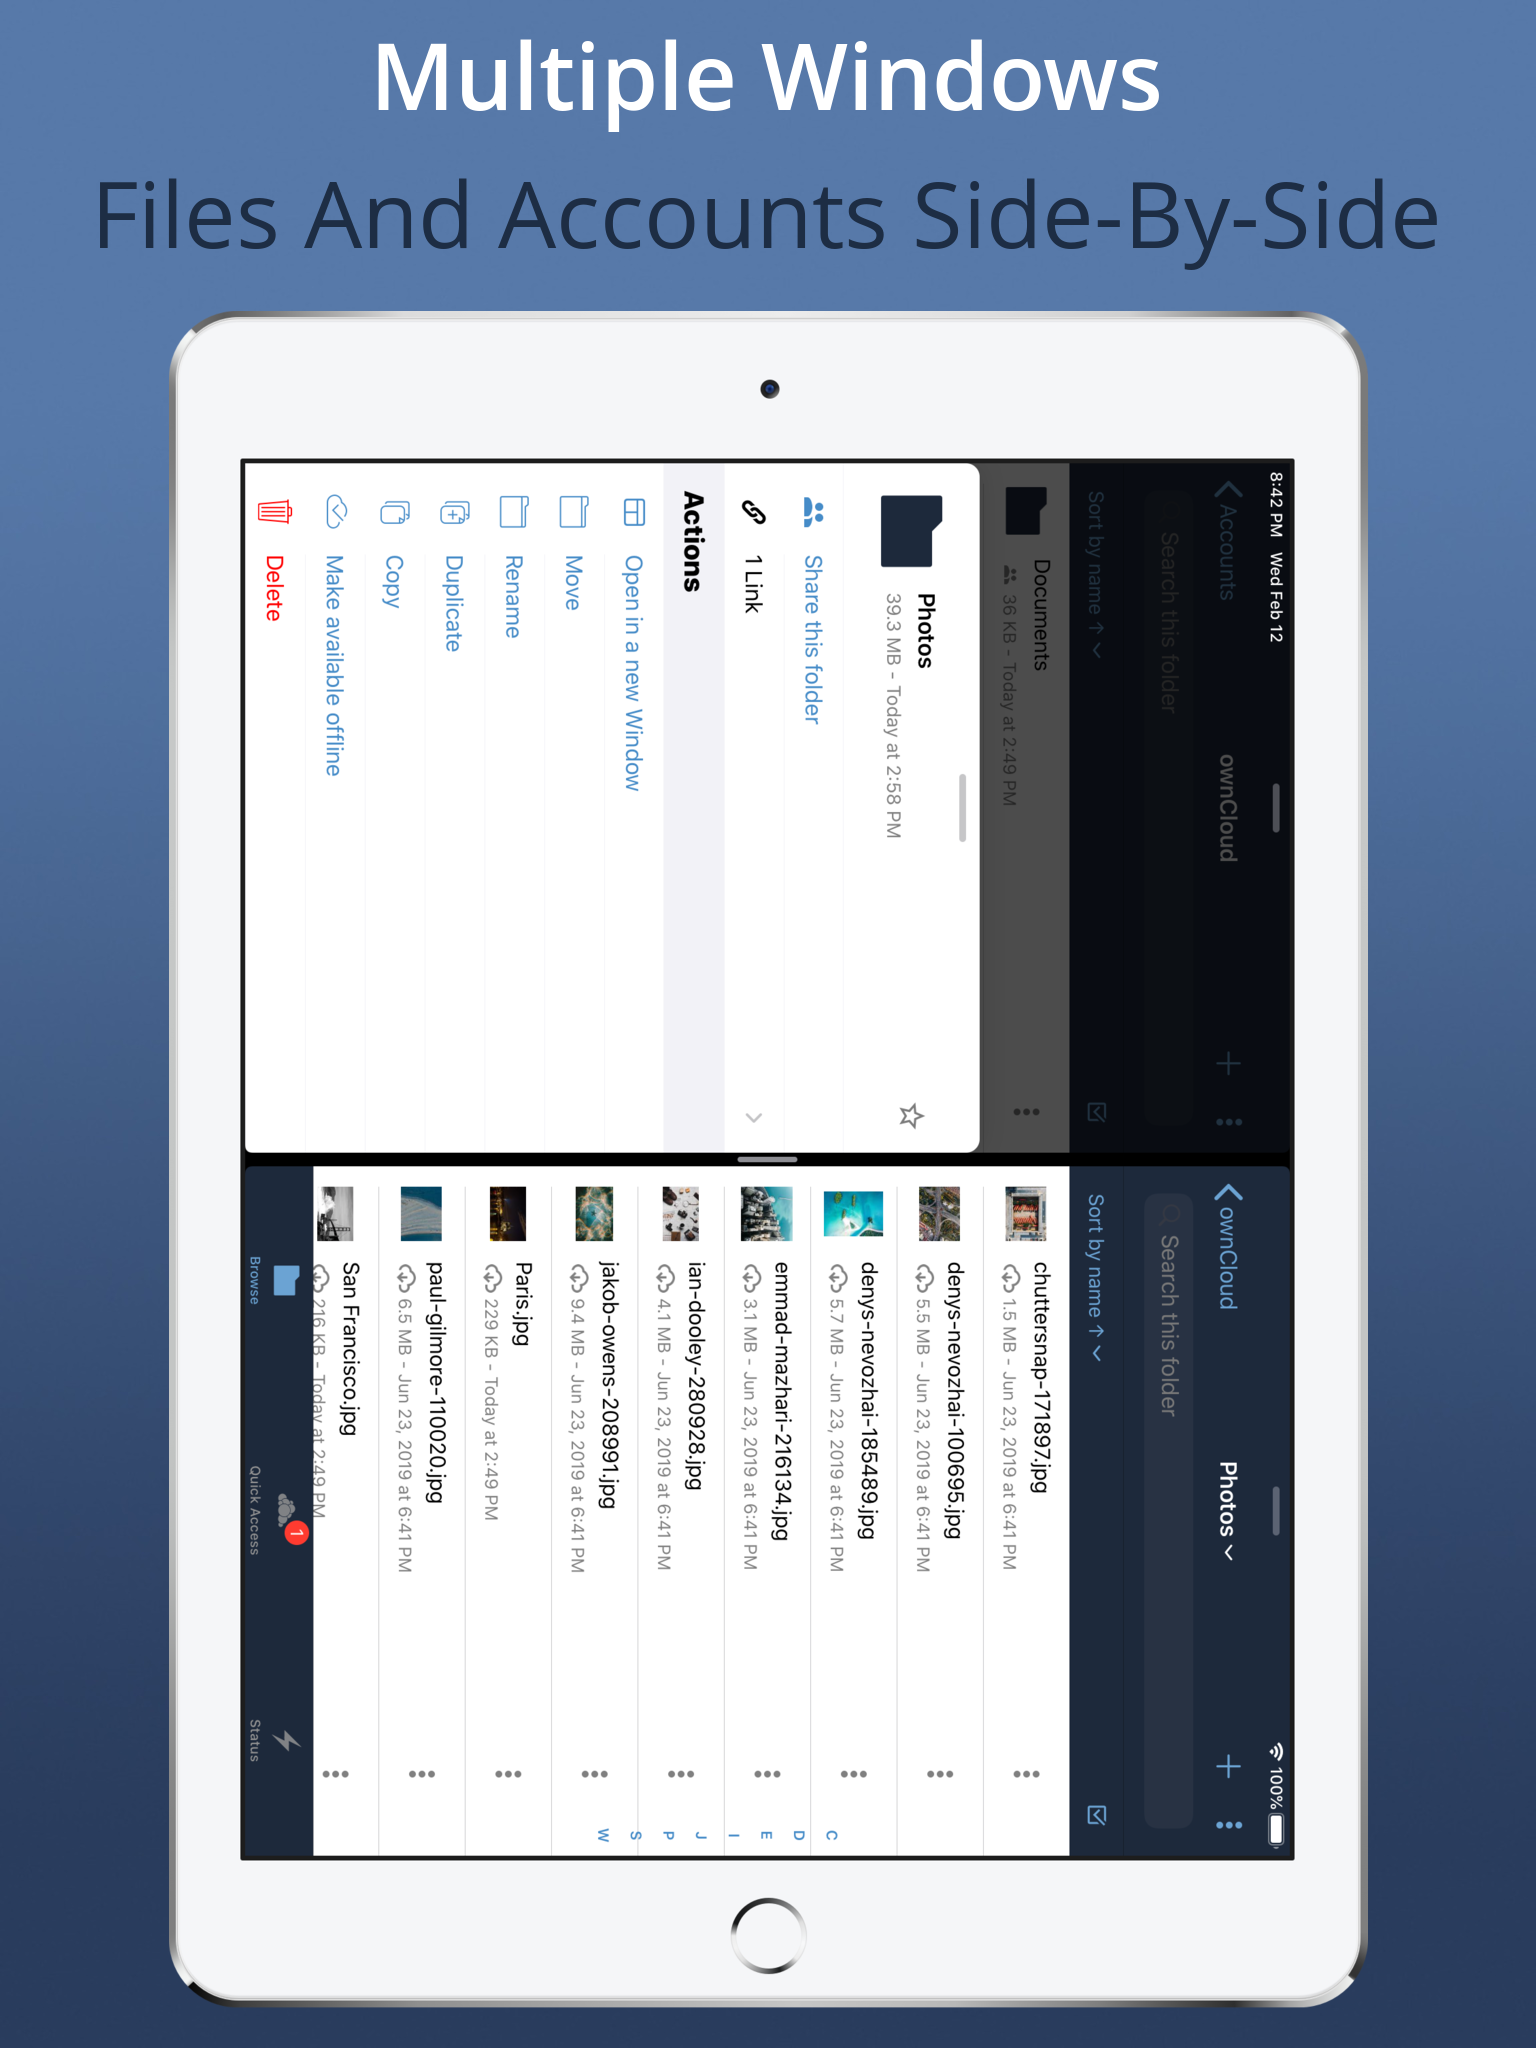 Multiple Windows
Files And Accounts Side-By-Side
8:42 PM Wed Feb 12
100%
Accounts
ownCloud
Search this folder
Sort by name
Documents
36 KB - Today at 2:49 PM
Photos
39.3 MB - Today at 2:58 PM
Share this folder
1 Link
Actions
Open in a new Window
Move
Rename
Duplicate
Copy
Make available offline
Delete
ownCloud
Photos
Search this folder
Sort by name
chuttersnap-171897.jpg
1.5 MB - Jun 23, 2019 at 6:41 PM
denys-nevozhai-100695.jpg
5.5 MB - Jun 23, 2019 at 6:41 PM
denys-nevozhai-185489.jpg
5.7 MB - Jun 23, 2019 at 6:41 PM
emmad-mazhari-216134.jpg
3.1 MB - Jun 23, 2019 at 6:41 PM
ian-dooley-280928.jpg
4.1 MB - Jun 23, 2019 at 6:41 PM
jakob-owens-208991.jpg
9.4 MB - Jun 23, 2019 at 6:41 PM
Paris.jpg
229 KB - Today at 2:49 PM
paul-gilmore-110020.jpg
6.5 MB - Jun 23, 2019 at 6:41 PM
San Francisco.jpg
216 KB - Today at 2:49 PM
C
D
E
I
J
P
S
W
1
Browse
Quick Access
Status